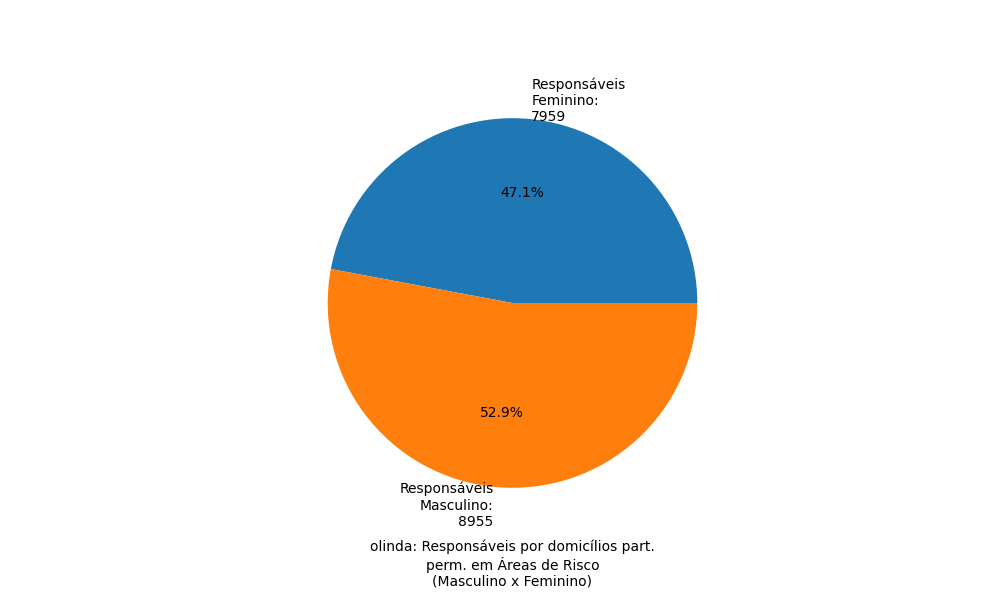 Responsáveis
Feminino:
7959
47.1%
52.9%
Responsáveis
Masculino:
8955
olinda: Responsáveis por domicílios part.
perm. em Áreas de Risco
(Masculino x Feminino)